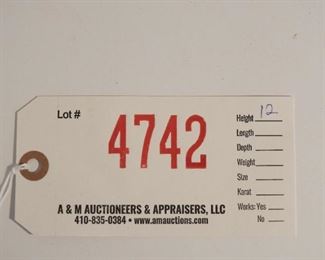 Lot #
4742
Height 12
Length
Depth
Weight
Size
Karat
Works: Yes
No
A & M AUCTIONEERS & APPRAISERS, LLC
410-835-0384 • www.amauctions.com